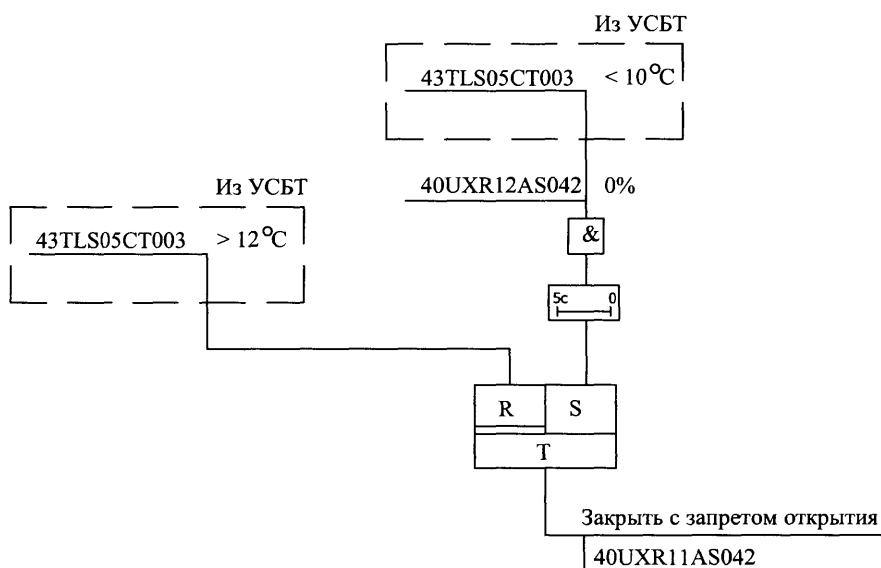 Из УСБТ
43TLS05CT003 < 10°C
40UXR12AS042 0%
Из УСБТ
43TLS05CT003 > 12°C
&
5с 0
R S
T
Закрыть с запретом открытия
40UXR11AS042